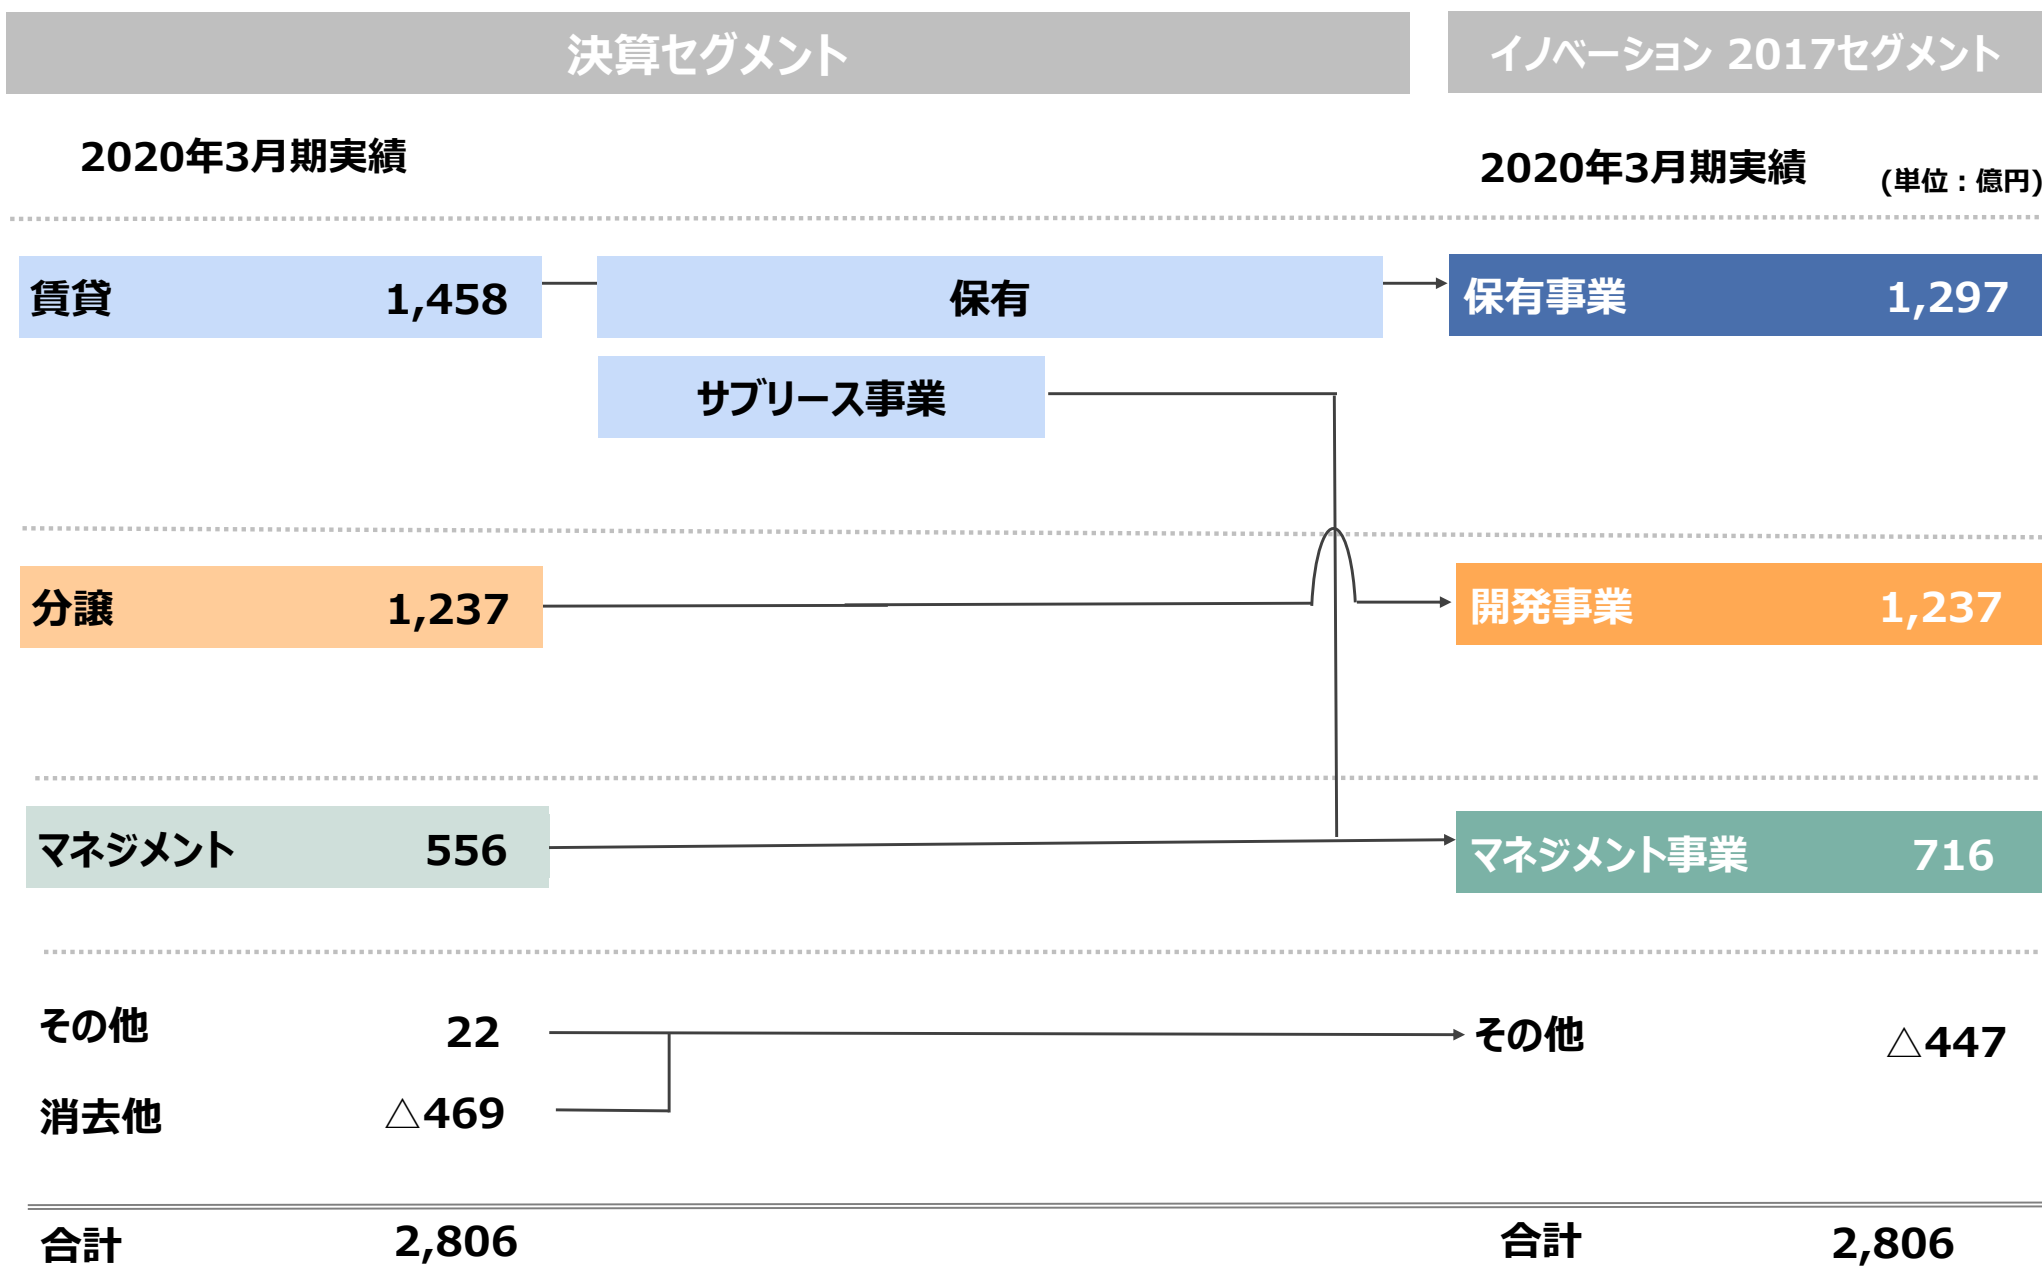 決算セグメント
イノベーション 2017セグメント
2020年3月期実績
2020年3月期実績
(単位：億円)
賃貸 1,458
保有
保有事業 1,297
サブリース事業
分譲 1,237
開発事業 1,237
マネジメント 556
マネジメント事業 716
その他 22
その他 △447
消去他 △469
合計 2,806
合計 2,806